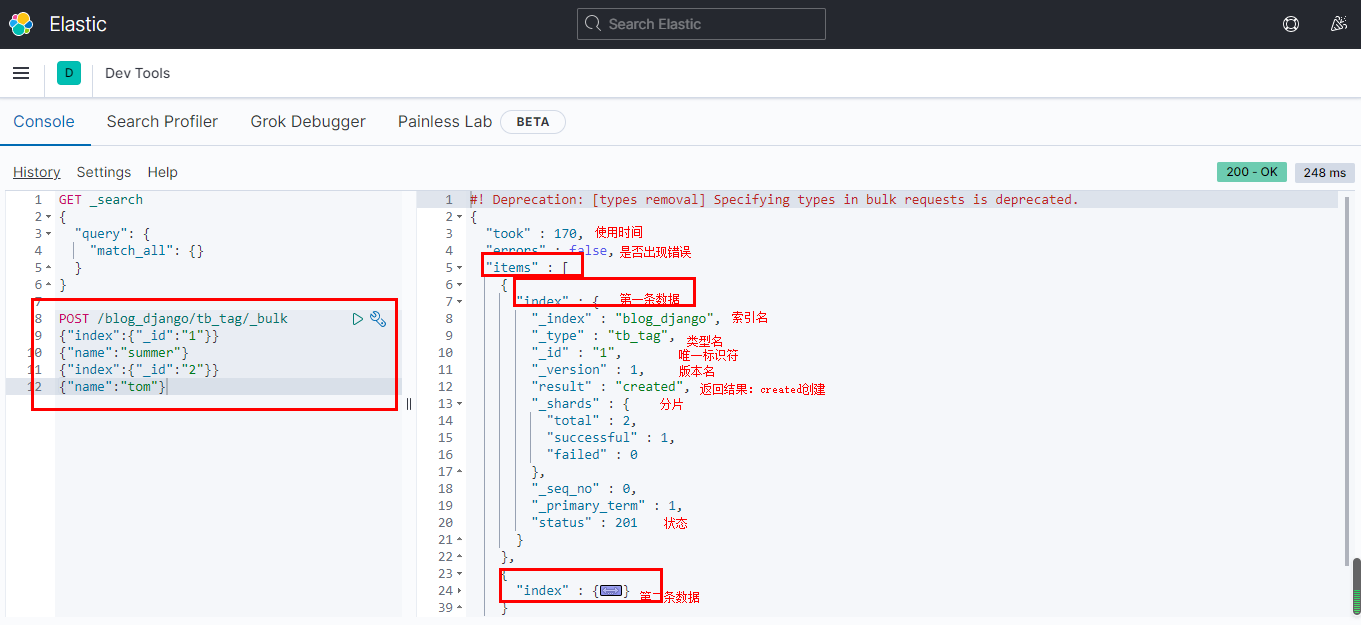 Elastic
Search Elastic
D
Dev Tools
Console
Search Profiler
Grok Debugger
Painless Lab
BETA
History
Settings
Help
200 - OK
248 ms
1 GET _search
2 {
3 "query": {
4 "match_all": {}
5 }
6 }
7
8 POST /blog_django/tb_tag/_bulk
9 {"index":{"_id":"1"}}
10 {"name":"summer"}
11 {"index":{"_id":"2"}}
12 {"name":"tom"}
1 #! Deprecation: [types removal] Specifying types in bulk requests is deprecated.
2 {
3 "took" : 170, 使用时间
4 "errors" : false, 是否出现错误
5 "items" : [
6 {
7 "index" : { 第一条数据
8 "_index" : "blog_django", 索引名
9 "_type" : "tb_tag", 类型名
10 "_id" : "1", 唯一标识符
11 "_version" : 1, 版本名
12 "result" : "created", 返回结果：created创建
13 "_shards" : { 分片
14 "total" : 2,
15 "successful" : 1,
16 "failed" : 0
17 },
18 "_seq_no" : 0,
19 "_primary_term" : 1,
20 "status" : 201 状态
21 }
22 },
23 {
24 "index" : {} 第二条数据
39 }